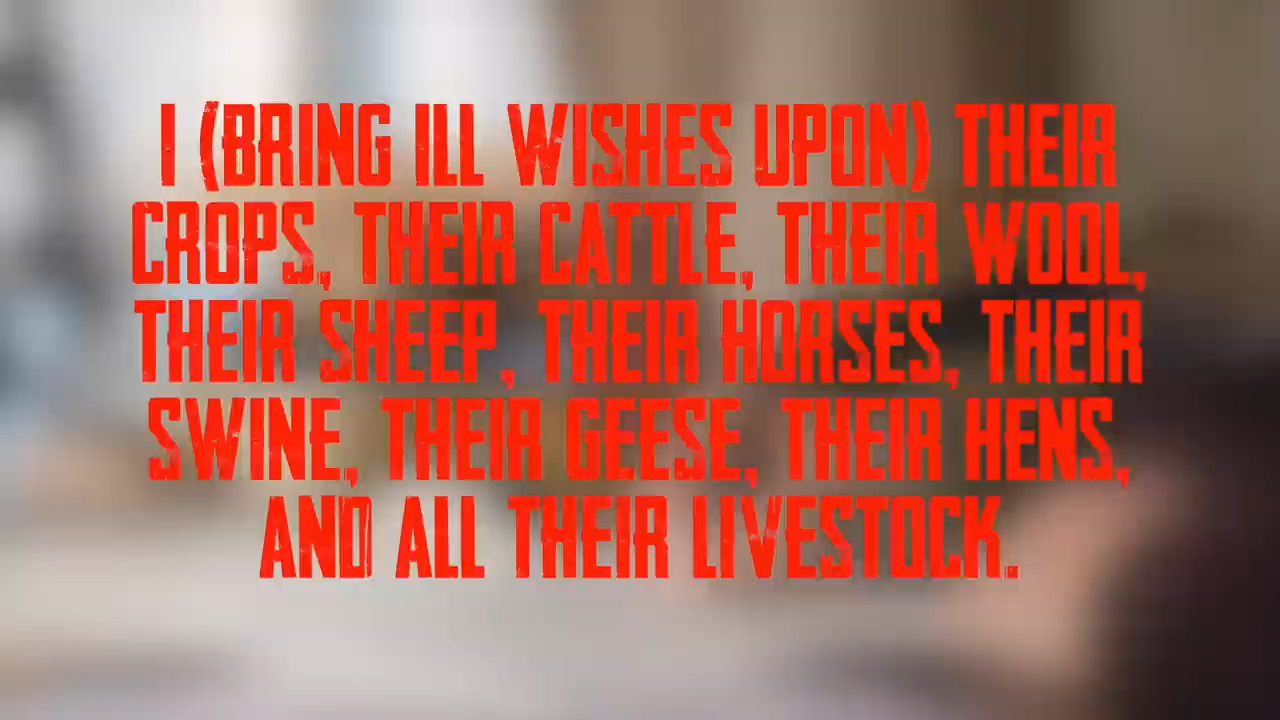 I (BRING ILL WISHES UPON) THEIR
CROPS, THEIR CATTLE, THEIR WOOL,
THEIR SHEEP, THEIR HORSES, THEIR
SWINE, THEIR GEESE, THEIR HENS,
AND ALL THEIR LIVESTOCK.